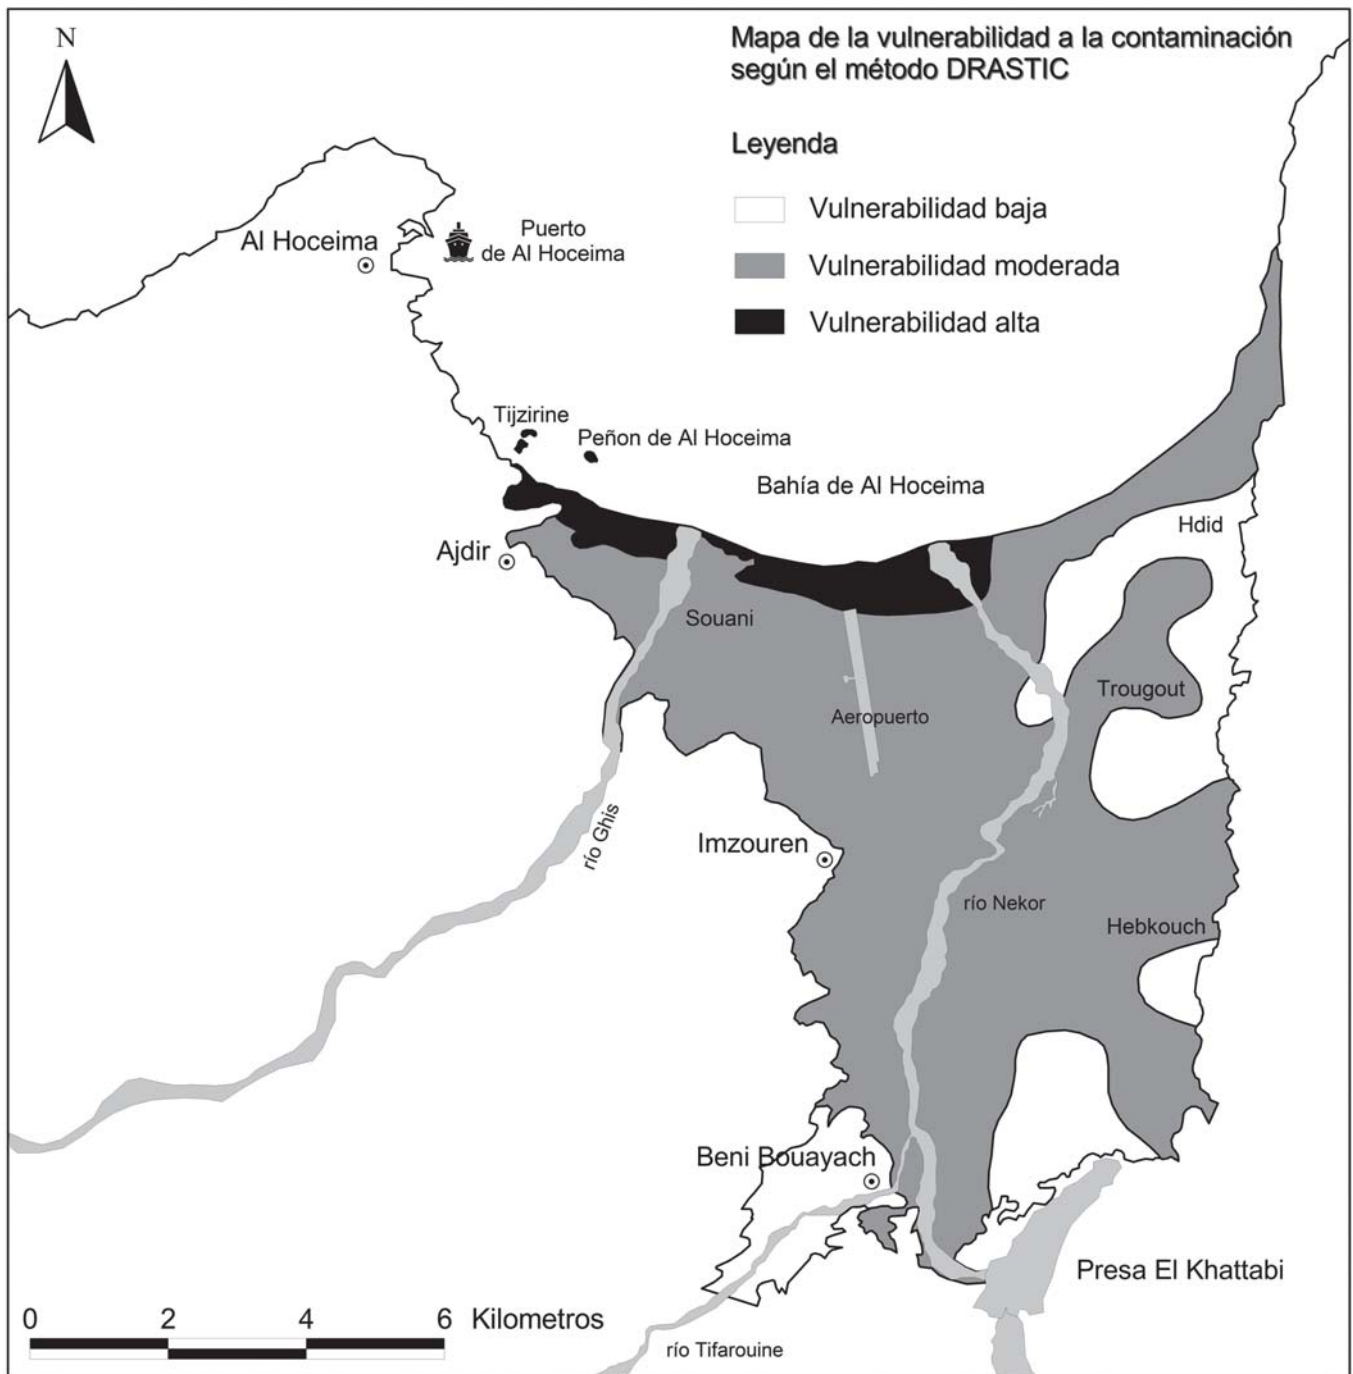 N
Mapa de la vulnerabilidad a la contaminación
según el método DRASTIC
Leyenda
Vulnerabilidad baja
Vulnerabilidad moderada
Vulnerabilidad alta
Puerto
de Al Hoceima
Al Hoceima
Tijzirine
Peñon de Al Hoceima
Bahía de Al Hoceima
Hdid
Ajdir
Souani
Trougout
Aeropuerto
río Ghis
Imzouren
río Nekor
Hebkouch
Beni Bouayach
Presa El Khattabi
0 2 4 6 Kilometros
río Tifarouine